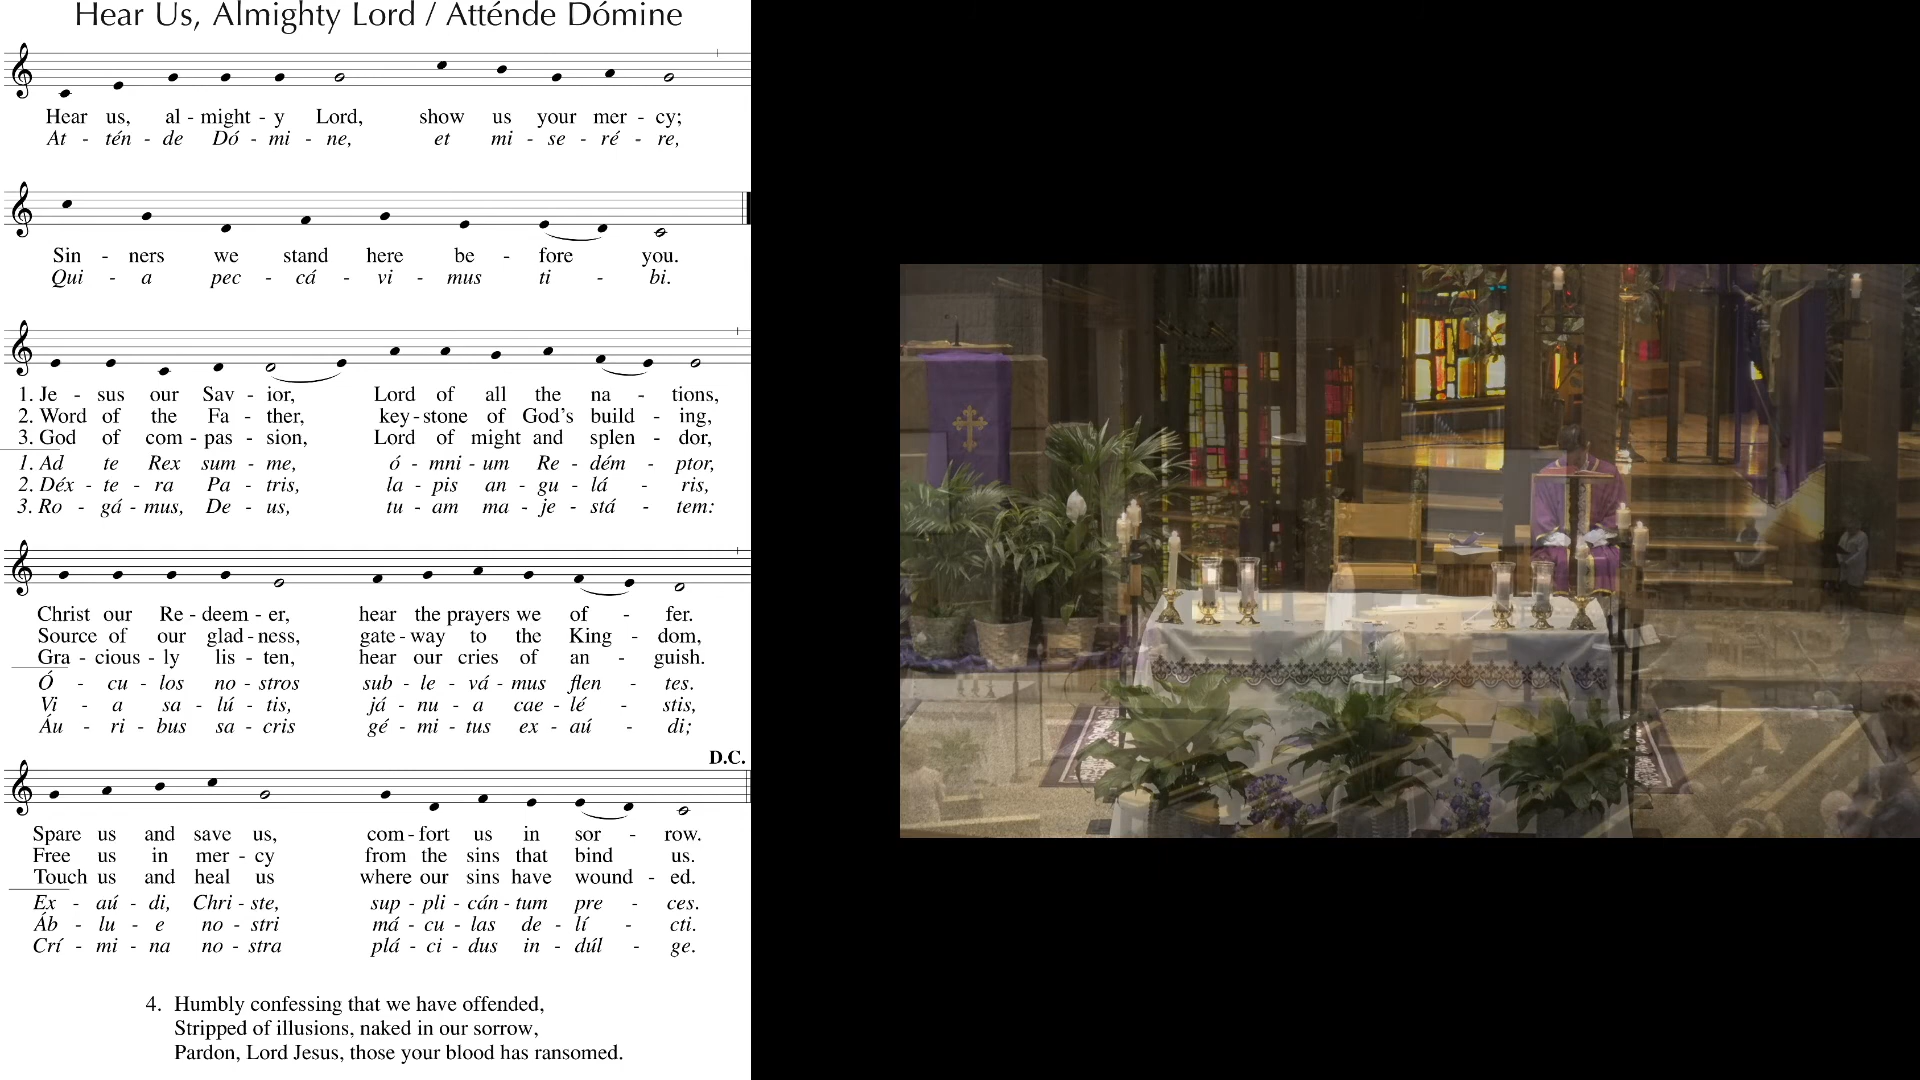 Hear Us, Almighty Lord / Atténde Dómine
Hear us, al - might - y Lord, show us your mer - cy;
At - tén - de Dó - mi - ne, et mi - se - ré - re,
Sin - ners we stand here be - fore you.
Qui - a pec - cá - vi - mus ti - bi.
1. Je - sus our Sav - ior, Lord of all the na - tions,
2. Word of the Fa - ther, key - stone of God's build - ing,
3. God of com - pas - sion, Lord of might and splen - dor,
1. Ad te Rex sum - me, ó - mni - um Re - dém - ptor,
2. Déx - te - ra Pa - tris, la - pis an - gu - lá - ris,
3. Ro - gá - mus, De - us, tu - am ma - je - stá - tem:
Christ our Re - deem - er, hear the prayers we of - fer.
Source of our glad - ness, gate - way to the King - dom,
Gra - cious - ly lis - ten, hear our cries of an - guish.
Ó - cu - los no - stros sub - le - vá - mus flen - tes.
Vi - a sa - lú - tis, já - nu - a cae - lé - stis,
Áu - ri - bus sa - cris gé - mi - tus ex - aú - di;
D.C.
Spare us and save us, com - fort us in sor - row.
Free us in mer - cy from the sins that bind us.
Touch us and heal us where our sins have wound - ed.
Ex - aú - di, Chri - ste, sup - pli - cán - tum pre - ces.
Áb - lu - e no - stri má - cu - las de - lí - cti.
Crí - mi - na no - stra plá - ci - dus in - dúl - ge.
4. Humbly confessing that we have offended,
Stripped of illusions, naked in our sorrow,
Pardon, Lord Jesus, those your blood has ransomed.